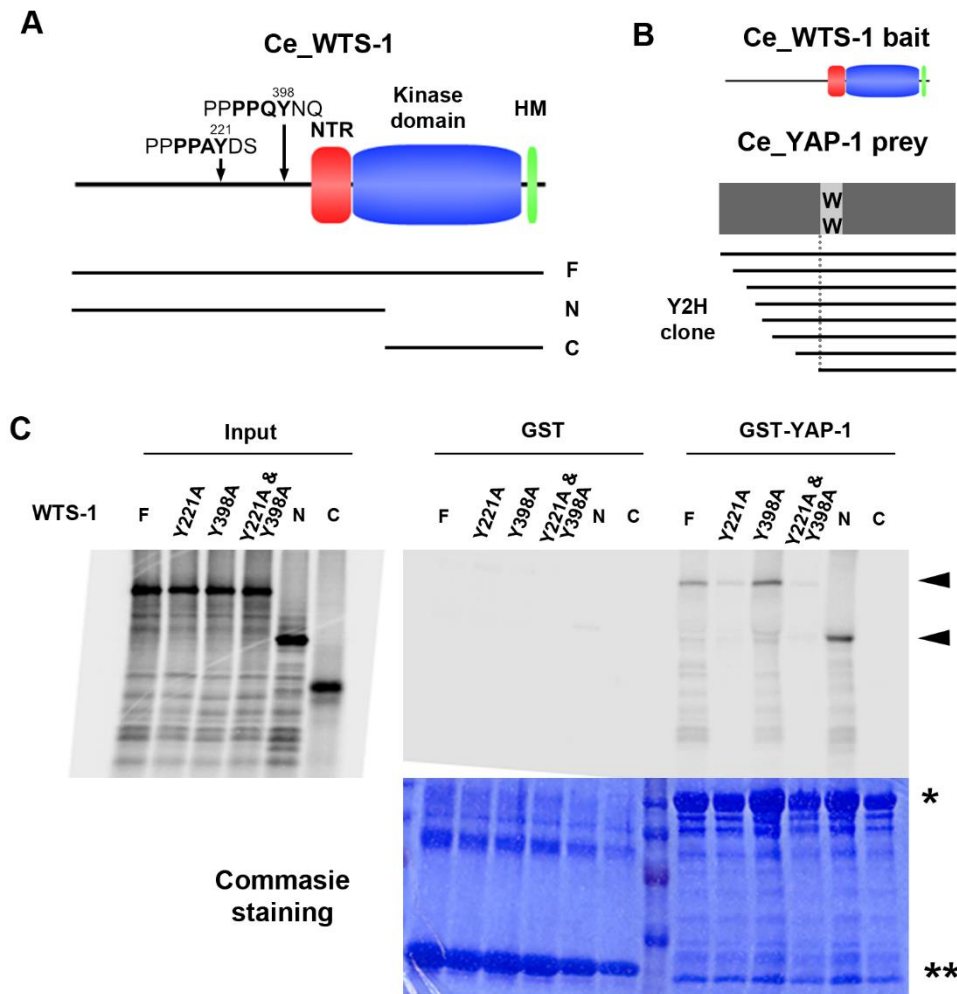 A
Ce_WTS-1
398
PPPPQYNQ
221
PPPPAYDS
NTR
Kinase
domain
HM
F
N
C
B
Ce_WTS-1 bait
Ce_YAP-1 prey
W
W
Y2H
clone
C
Input
GST
GST-YAP-1
WTS-1
F
Y221A
Y398A
Y221A &
Y398A
N
C
F
Y221A
Y398A
Y221A &
Y398A
N
C
F
Y221A
Y398A
Y221A &
Y398A
N
C
*
Commasie
staining
**